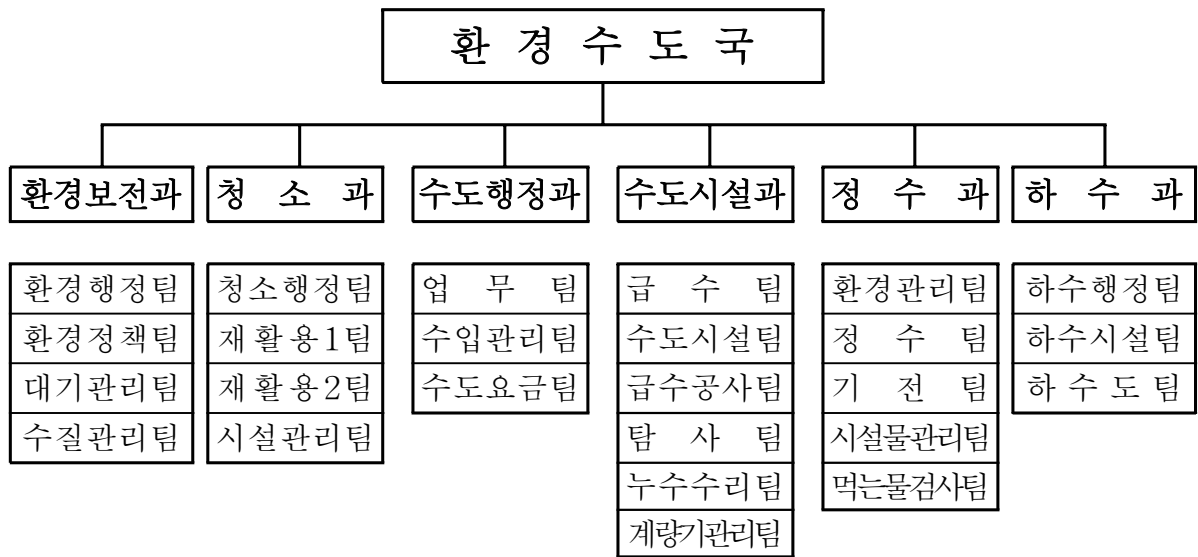 환 경 수 도 국
환경보전과 청 소 과 수도행정과 수도시설과 정 수 과 하 수 과
환경행정팀 청소행정팀 업 무 팀 급 수 팀 환경관리팀 하수행정팀
환경정책팀 재활용1팀 수입관리팀 수도시설팀 정 수 팀 하수시설팀
대기관리팀 재활용2팀 수도요금팀 급수공사팀 기 전 팀 하 수 도 팀
수질관리팀 시설관리팀 탐 사 팀 시설물관리팀
누수수리팀 먹는물검사팀
계량기관리팀